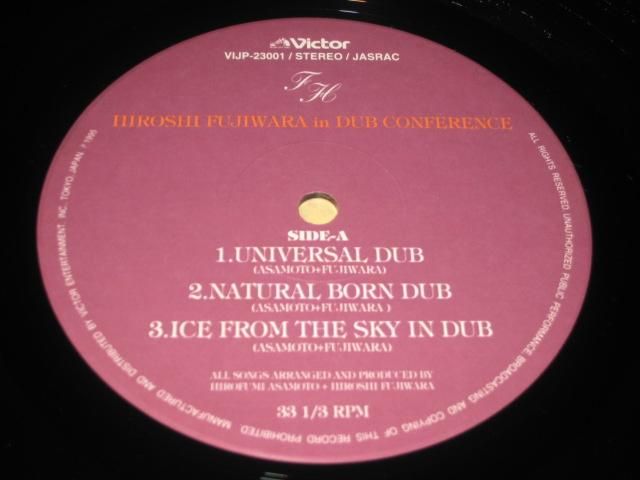 Victor
VIJP-23001 / STEREO / JASRAC
FH
HIROSHI FUJIWARA in DUB CONFERENCE
SIDE-A
1.UNIVERSAL DUB
(ASAMOTO+FUJIWARA)
2.NATURAL BORN DUB
(ASAMOTO+FUJIWARA )
3.ICE FROM THE SKY IN DUB
(ASAMOTO+FUJIWARA)
ALL SONGS ARRANGED AND PRODUCED BY
HIROFUMI ASAMOTO + HIROSHI FUJIWARA
33 1/3 RPM
ALL RIGHTS RESERVED UNAUTHORIZED PUBLIC PERFORMANCE BROADCASTING AND COPYING OF THIS RECORD PROHIBITED MANUFACTURED AND DISTRIBUTED BY VICTOR ENTERTAINMENT, INC. TOKYO, JAPAN ℗ 1995